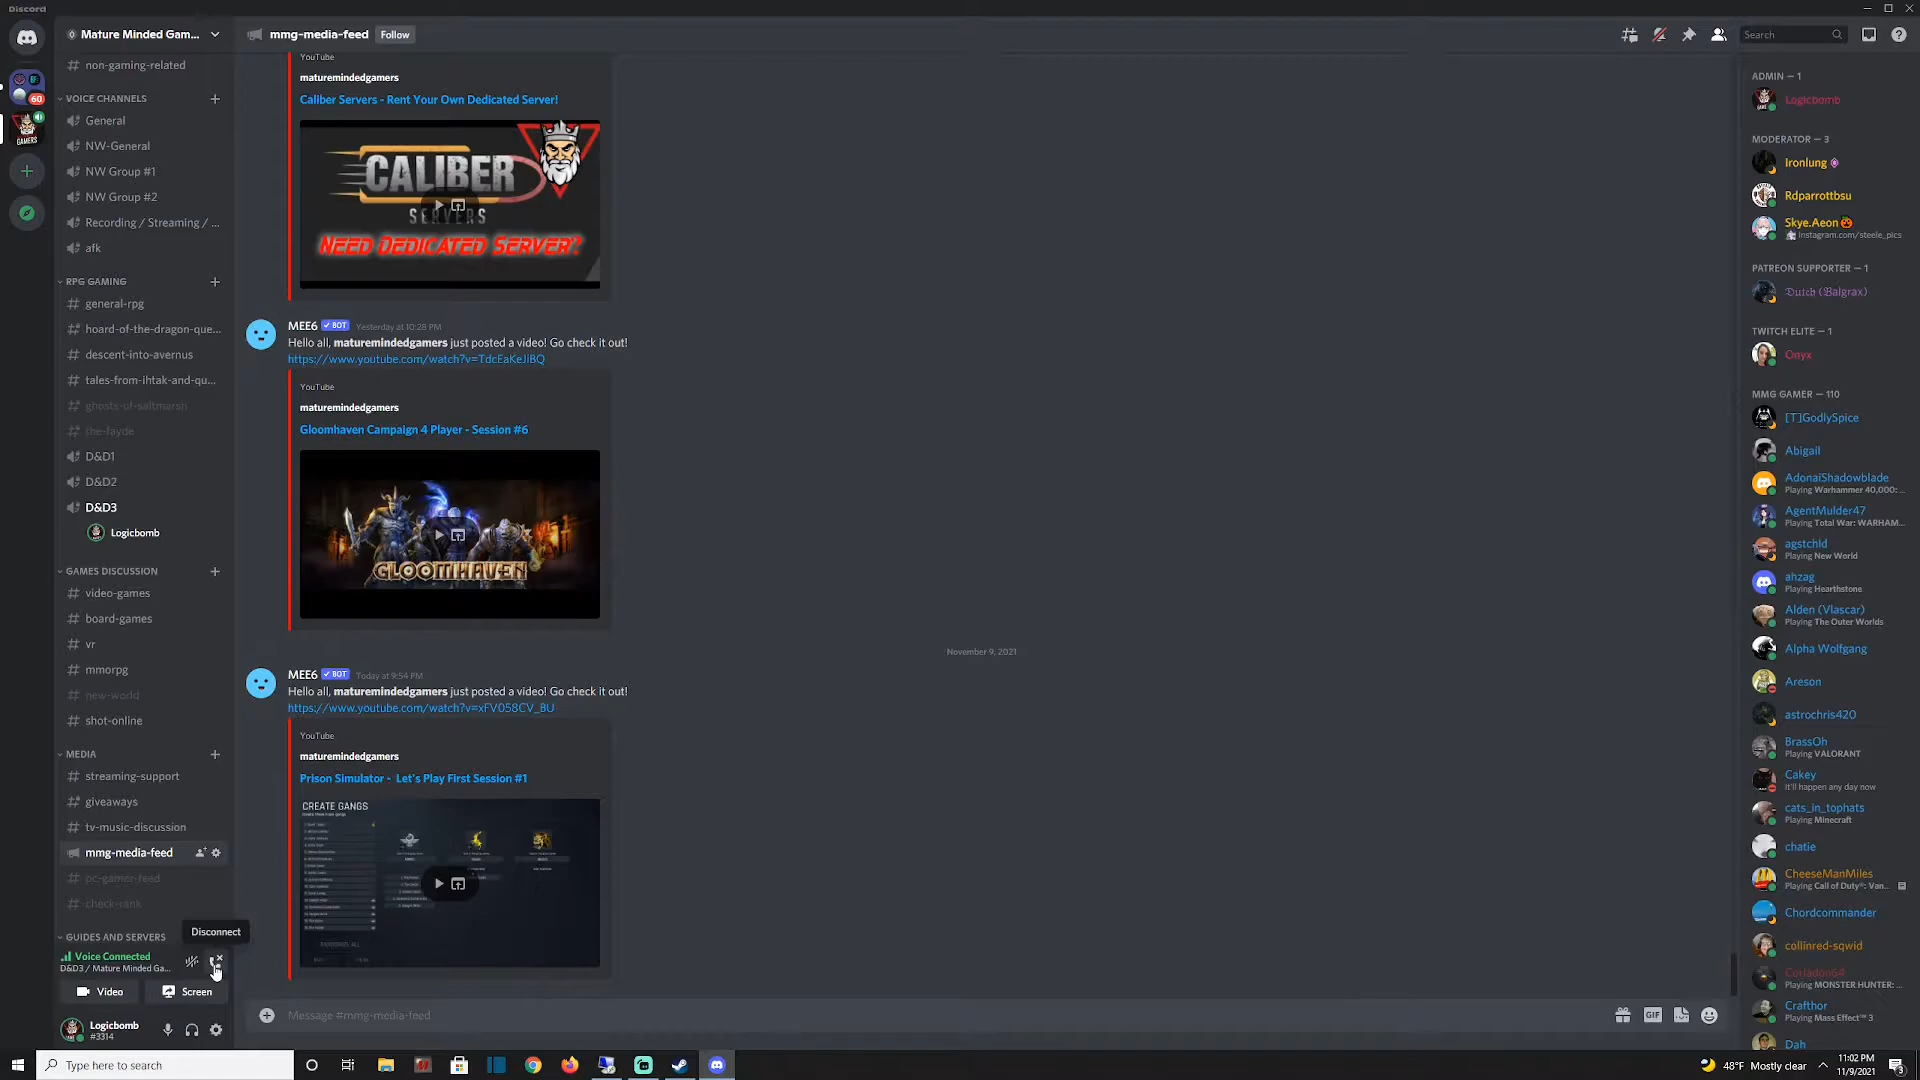 Discord
Mature Minded Gam...
mmg-media-feed
Follow
Search
non-gaming-related
VOICE CHANNELS
General
NW-General
NW Group #1
NW Group #2
Recording / Streaming / ...
afk
RPG GAMING
general-rpg
hoard-of-the-dragon-que...
descent-into-avernus
tales-from-ihtak-and-qu...
ghosts-of-saltmarsh
the-fayde
D&D1
D&D2
D&D3
Logicbomb
GAMES DISCUSSION
video-games
board-games
vr
mmorpg
new-world
shot-online
MEDIA
streaming-support
giveaways
tv-music-discussion
mmg-media-feed
pc-gamer-feed
check-rank
GUIDES AND SERVERS
Disconnect
Voice Connected
D&D3 / Mature Minded Ga...
Video
Screen
Logicbomb
#3314
60
GAMERS
YouTube
maturemindedgamers
Caliber Servers - Rent Your Own Dedicated Server!
CALIBER
SERVERS
NEED DEDICATED SERVER?
MEE6 BOT Yesterday at 10:28 PM
Hello all, maturemindedgamers just posted a video! Go check it out!
https://www.youtube.com/watch?v=TdcEaKeJiBQ
YouTube
maturemindedgamers
Gloomhaven Campaign 4 Player - Session #6
GLOOMHAVEN
November 9, 2021
MEE6 BOT Today at 9:54 PM
Hello all, maturemindedgamers just posted a video! Go check it out!
https://www.youtube.com/watch?v=xFV058CV_BU
YouTube
maturemindedgamers
Prison Simulator - Let's Play First Session #1
CREATE GANGS
Message #mmg-media-feed
GIF
ADMIN — 1
Logicbomb
MODERATOR — 3
Ironlung
Rdparrottbsu
Skye.Aeon
instagram.com/steele_pics
PATREON SUPPORTER — 1
𝔇𝔲𝔱𝔠𝔥 (𝔅𝔞𝔩𝔤𝔯𝔞𝔵)
TWITCH ELITE — 1
Onyx
MMG GAMER — 110
[T]GodlySpice
Abigail
AdonaiShadowblade
Playing Warhammer 40,000: ...
AgentMulder47
Playing Total War: WARHAM...
agstchld
Playing New World
ahzag
Playing Hearthstone
Alden (Vlascar)
Playing The Outer Worlds
Alpha Wolfgang
Areson
astrochris420
BrassOh
Playing VALORANT
Cakey
it'll happen any day now
cats_in_tophats
Playing Minecraft
chatie
CheeseManMiles
Playing Call of Duty®: Van...
Chordcommander
collinred-sqwid
Corladon64
Playing MONSTER HUNTER: ...
Crafthor
Playing Mass Effect™ 3
Dah
Type here to search
48°F Mostly clear
11:02 PM
11/9/2021
3